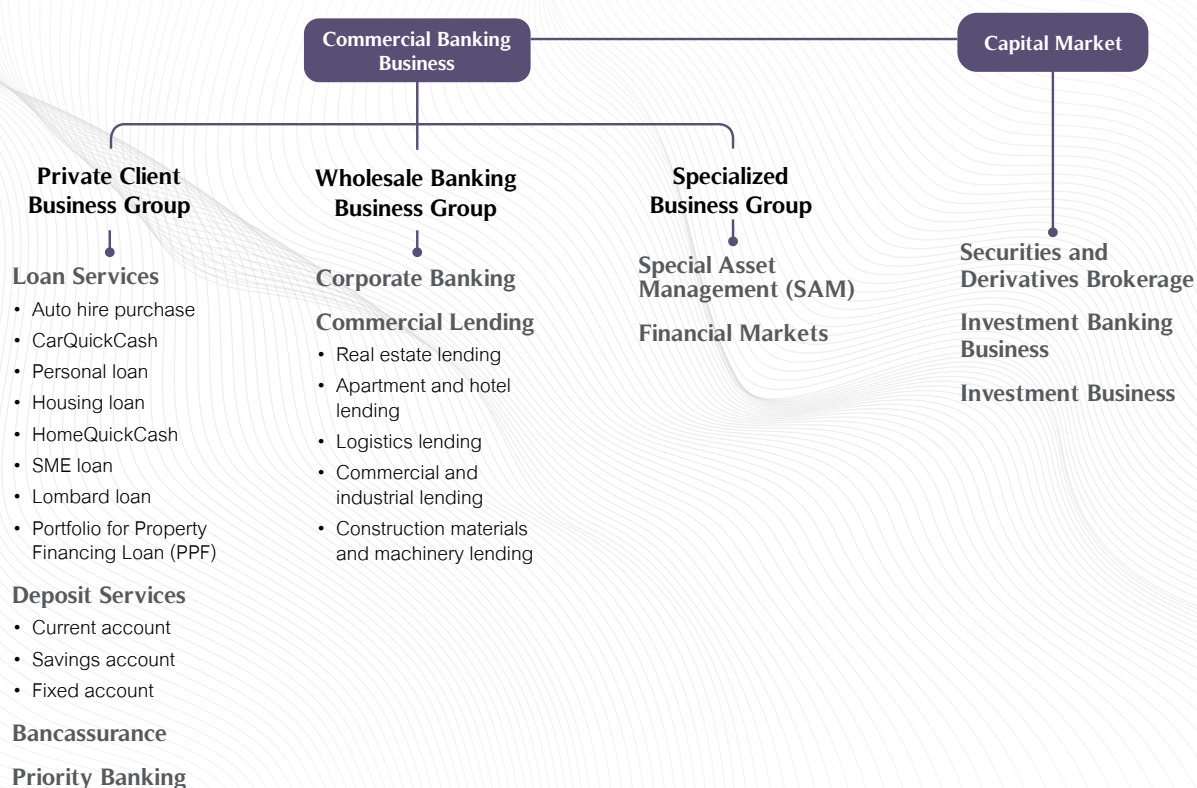 Commercial Banking
Business
Capital Market
Private Client
Business Group
Loan Services
• Auto hire purchase
• CarQuickCash
• Personal loan
• Housing loan
• HomeQuickCash
• SME loan
• Lombard loan
• Portfolio for Property
Financing Loan (PPF)
Deposit Services
• Current account
• Savings account
• Fixed account
Bancassurance
Priority Banking
Wholesale Banking
Business Group
Corporate Banking
Commercial Lending
• Real estate lending
• Apartment and hotel
lending
• Logistics lending
• Commercial and
industrial lending
• Construction materials
and machinery lending
Specialized
Business Group
Special Asset
Management (SAM)
Financial Markets
Securities and
Derivatives Brokerage
Investment Banking
Business
Investment Business